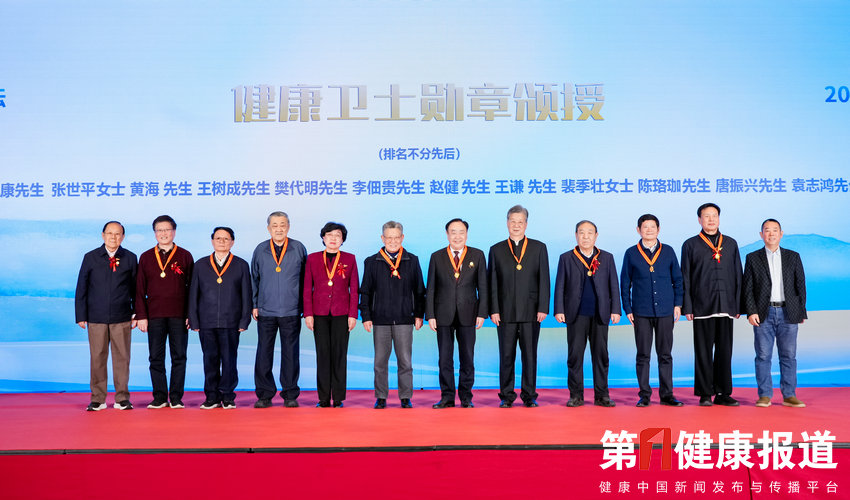 坛
20
健康卫士勋章颁授
(排名不分先后)
康先生 张世平女士 黄海 先生 王树成先生 樊代明先生 李佃贵先生 赵健 先生 王谦 先生 裴季壮女士 陈珞珈先生 唐振兴先生 袁志鸿先
第1健康报道
健康中国新闻发布与传播平台